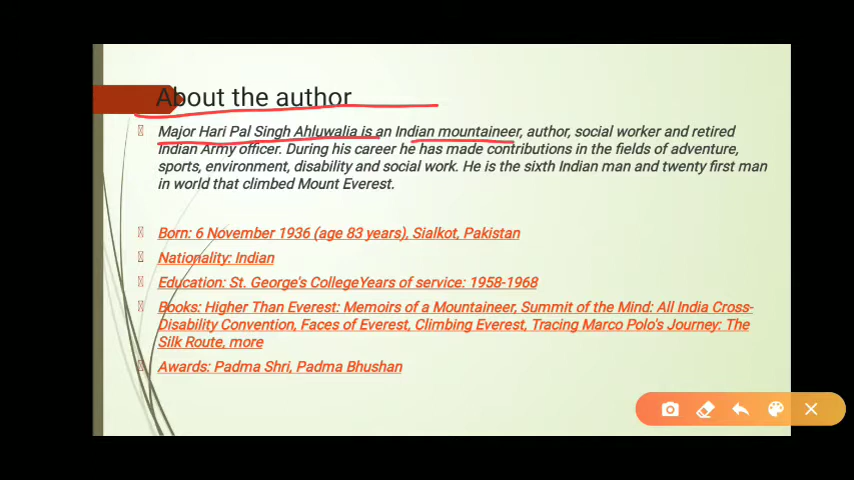 About the author
Major Hari Pal Singh Ahluwalia is an Indian mountaineer, author, social worker and retired
Indian Army officer. During his career he has made contributions in the fields of adventure,
sports, environment, disability and social work. He is the sixth Indian man and twenty first man
in world that climbed Mount Everest.
Born: 6 November 1936 (age 83 years), Sialkot, Pakistan
Nationality: Indian
Education: St. George's CollegeYears of service: 1958-1968
Books: Higher Than Everest: Memoirs of a Mountaineer, Summit of the Mind: All India Cross-
Disability Convention, Faces of Everest, Climbing Everest, Tracing Marco Polo's Journey: The
Silk Route, more
Awards: Padma Shri, Padma Bhushan